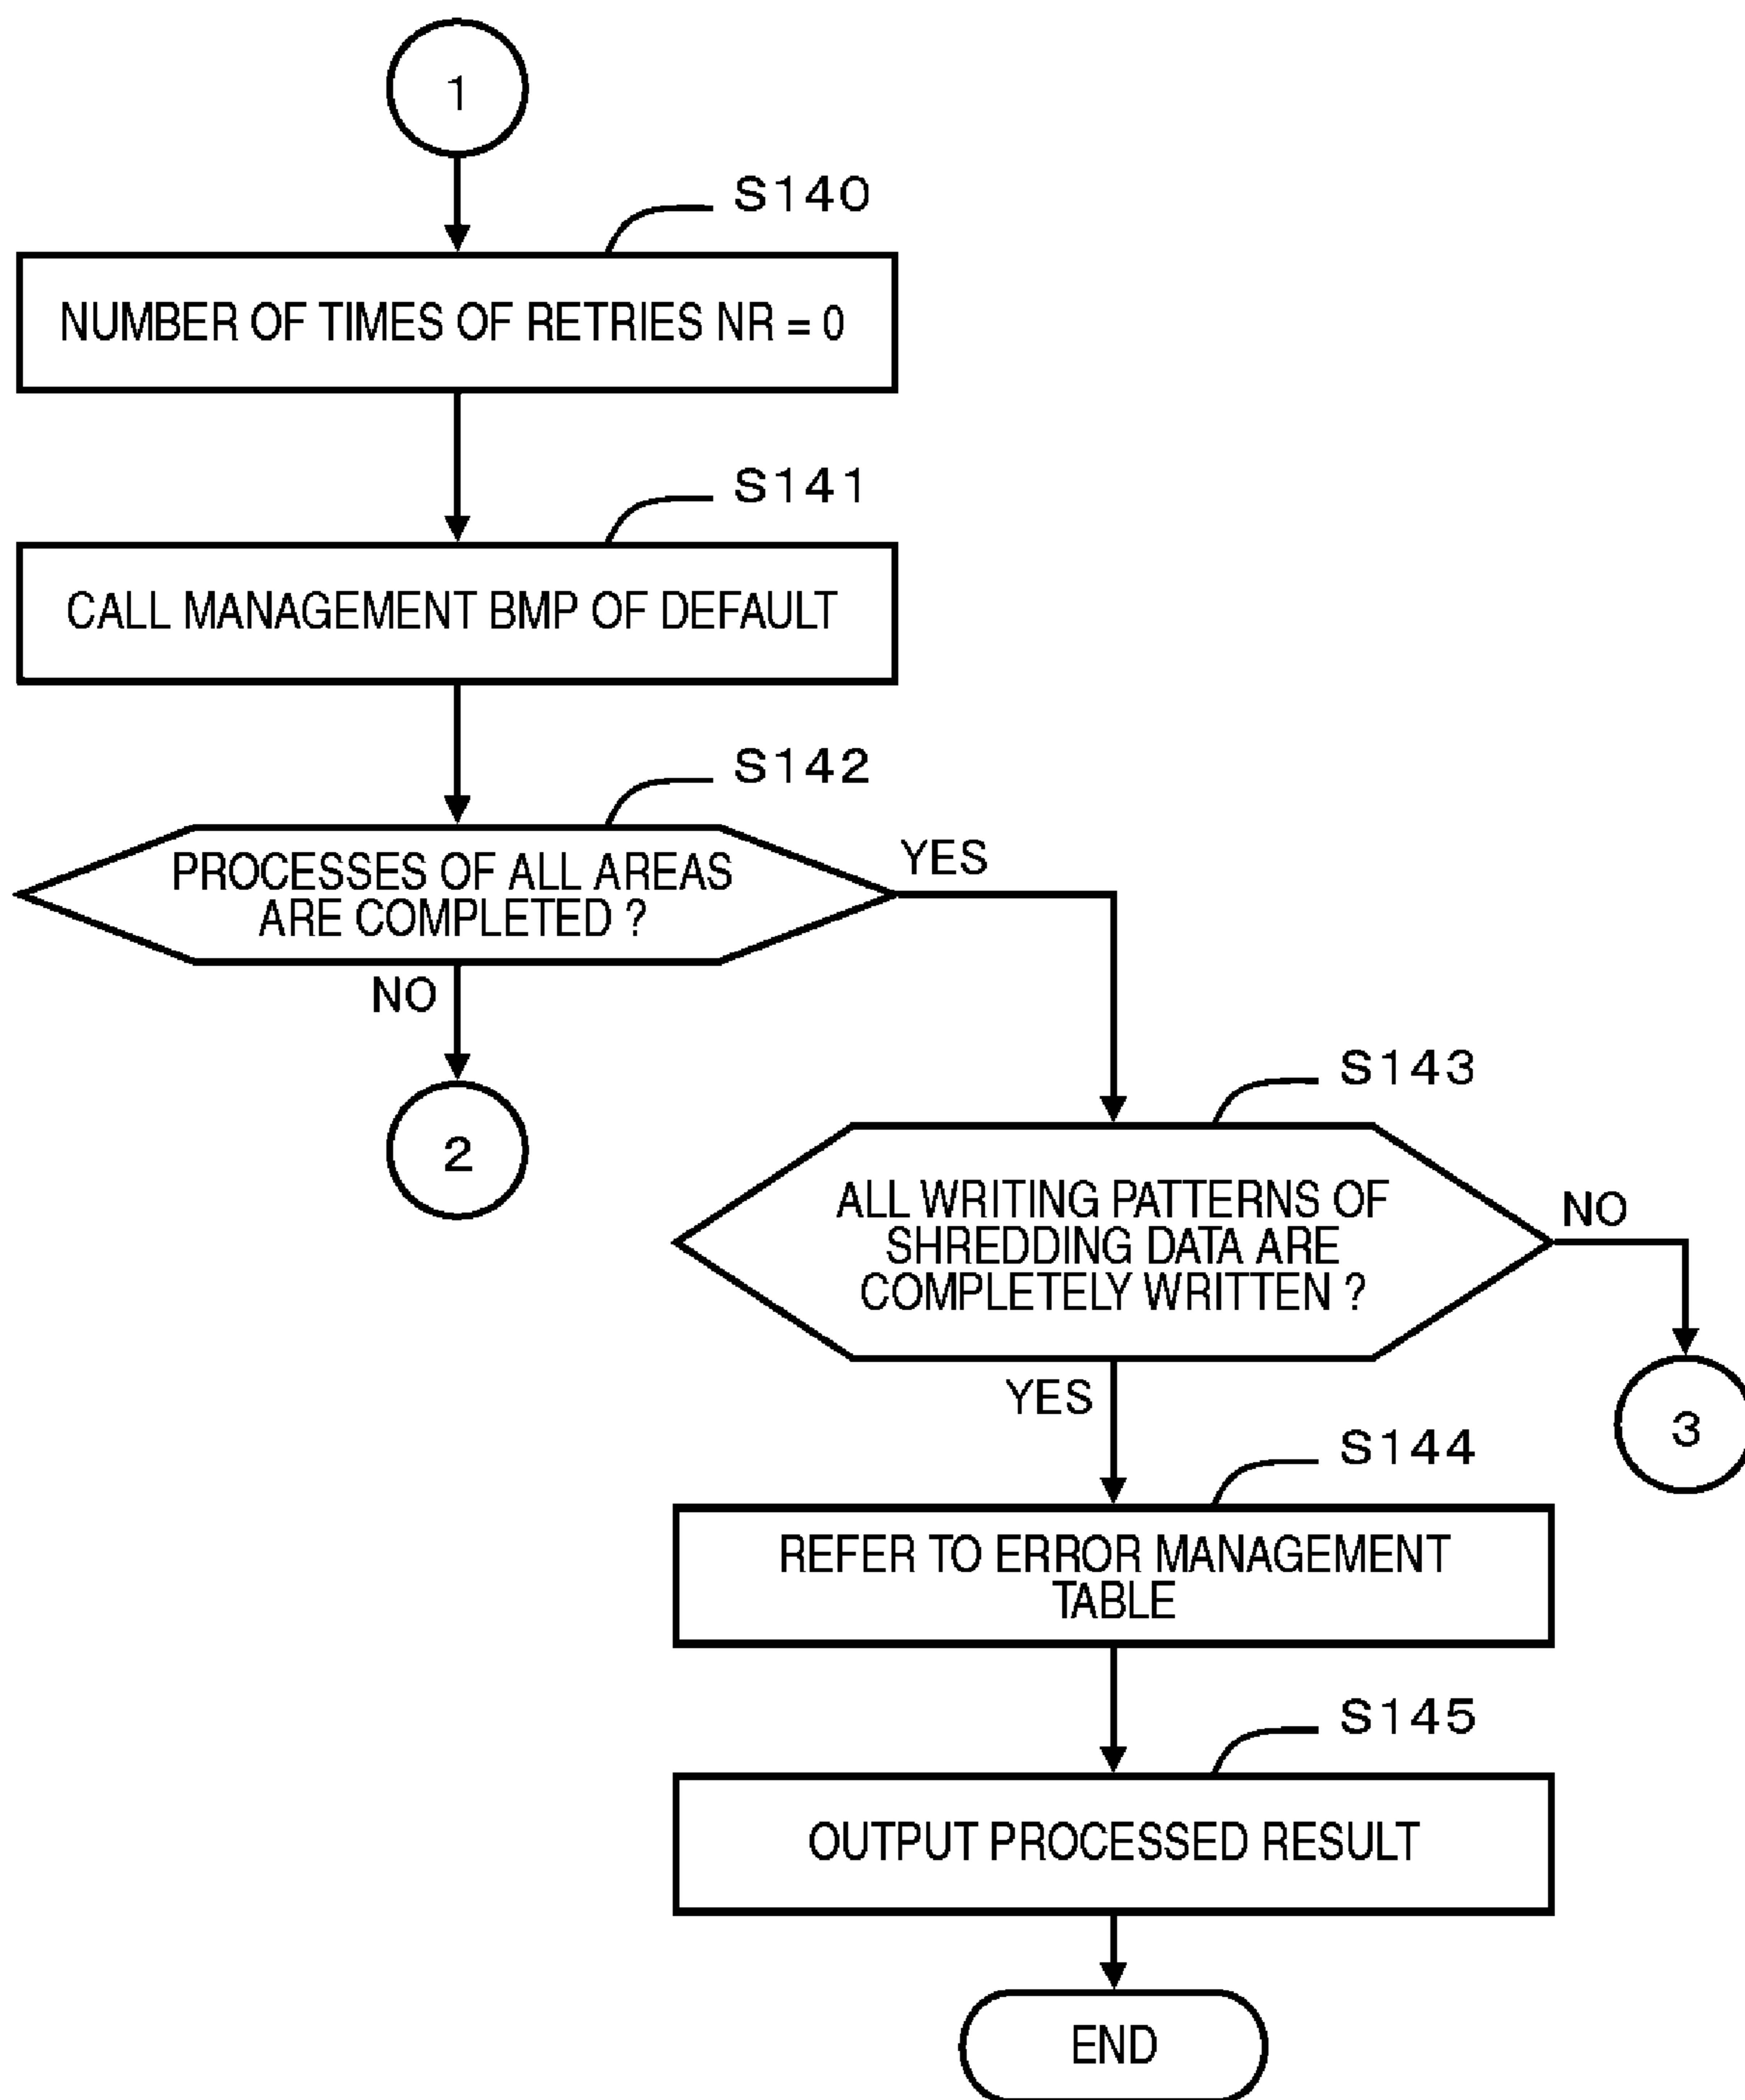 1
S140
NUMBER OF TIMES OF RETRIES NR = 0
S141
CALL MANAGEMENT BMP OF DEFAULT
S142
PROCESSES OF ALL AREAS
ARE COMPLETED ?
YES
NO
2
S143
ALL WRITING PATTERNS OF
SHREDDING DATA ARE
COMPLETELY WRITTEN ?
NO
3
YES
S144
REFER TO ERROR MANAGEMENT
TABLE
S145
OUTPUT PROCESSED RESULT
END